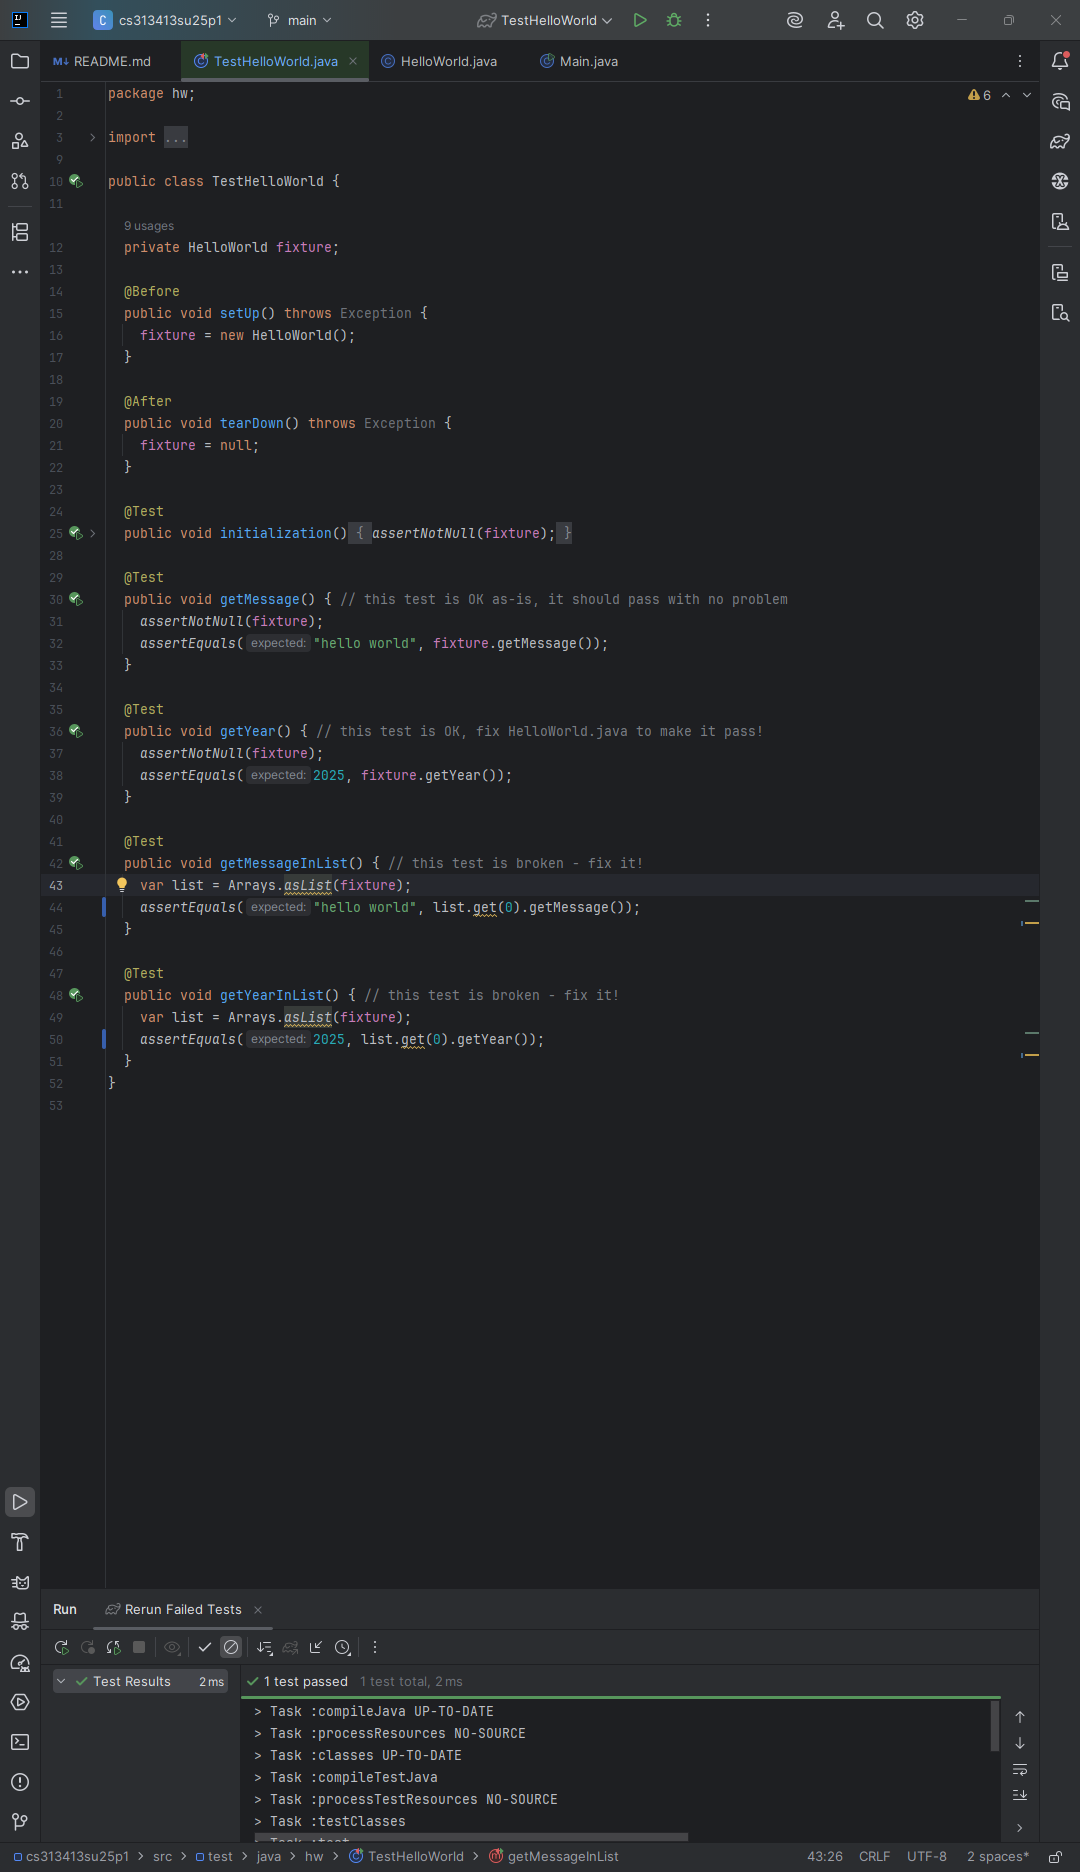 C cs313413su25p1 main TestHelloWorld
M↓ README.md TestHelloWorld.java HelloWorld.java Main.java
1 package hw; 6
2
3 import ...
9
10 public class TestHelloWorld {
11
9 usages
12 private HelloWorld fixture;
13
14 @Before
15 public void setUp() throws Exception {
16 fixture = new HelloWorld();
17 }
18
19 @After
20 public void tearDown() throws Exception {
21 fixture = null;
22 }
23
24 @Test
25 public void initialization() { assertNotNull(fixture); }
28
29 @Test
30 public void getMessage() { // this test is OK as-is, it should pass with no problem
31 assertNotNull(fixture);
32 assertEquals( expected: "hello world", fixture.getMessage());
33 }
34
35 @Test
36 public void getYear() { // this test is OK, fix HelloWorld.java to make it pass!
37 assertNotNull(fixture);
38 assertEquals( expected: 2025, fixture.getYear());
39 }
40
41 @Test
42 public void getMessageInList() { // this test is broken - fix it!
43 var list = Arrays.asList(fixture);
44 assertEquals( expected: "hello world", list.get(0).getMessage());
45 }
46
47 @Test
48 public void getYearInList() { // this test is broken - fix it!
49 var list = Arrays.asList(fixture);
50 assertEquals( expected: 2025, list.get(0).getYear());
51 }
52 }
53
Run Rerun Failed Tests
Test Results 2 ms 1 test passed 1 test total, 2 ms
> Task :compileJava UP-TO-DATE
> Task :processResources NO-SOURCE
> Task :classes UP-TO-DATE
> Task :compileTestJava
> Task :processTestResources NO-SOURCE
> Task :testClasses
> Task :test
cs313413su25p1 > src > test > java > hw > TestHelloWorld > getMessageInList 43:26 CRLF UTF-8 2 spaces*